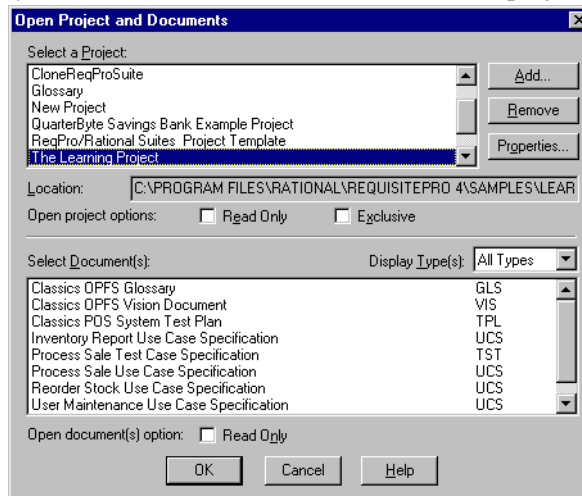 Open Project and Documents
Select a Project:
CloneReqProSuite
Glossary
New Project
QuarterByte Savings Bank Example Project
ReqPro/Rational Suites Project Template
The Learning Project
Add...
Remove
Properties...
Location: C:\PROGRAM FILES\RATIONAL\REQUISITEPRO 4\SAMPLES\LEAR
Open project options: Read Only Exclusive
Select Document(s): Display Type(s): All Types
Classics OPFS Glossary GLS
Classics OPFS Vision Document VIS
Classics POS System Test Plan TPL
Inventory Report Use Case Specification UCS
Process Sale Test Case Specification TST
Process Sale Use Case Specification UCS
Reorder Stock Use Case Specification UCS
User Maintenance Use Case Specification UCS
Open document(s) option: Read Only
OK Cancel Help